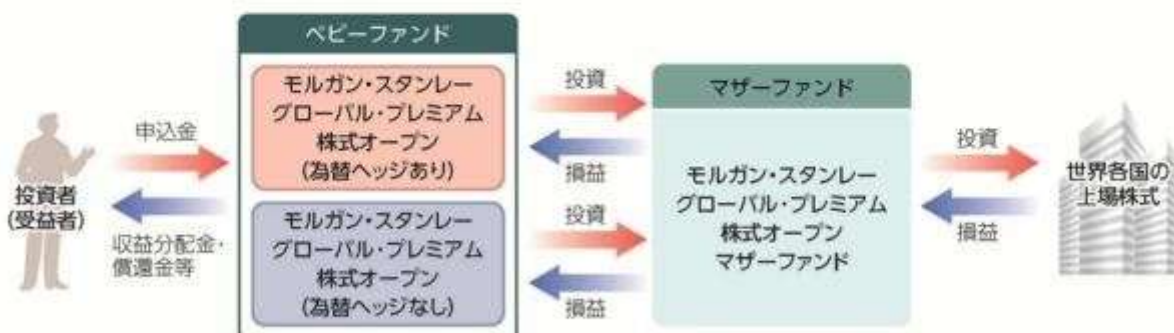 ベビーファンド
モルガン・スタンレー
グローバル・プレミアム
株式オープン
(為替ヘッジあり)
モルガン・スタンレー
グローバル・プレミアム
株式オープン
(為替ヘッジなし)
投資者
(受益者)
申込金
収益分配金・
償還金等
投資
損益
投資
損益
マザーファンド
モルガン・スタンレー
グローバル・プレミアム
株式オープン
マザーファンド
投資
損益
世界各国の
上場株式